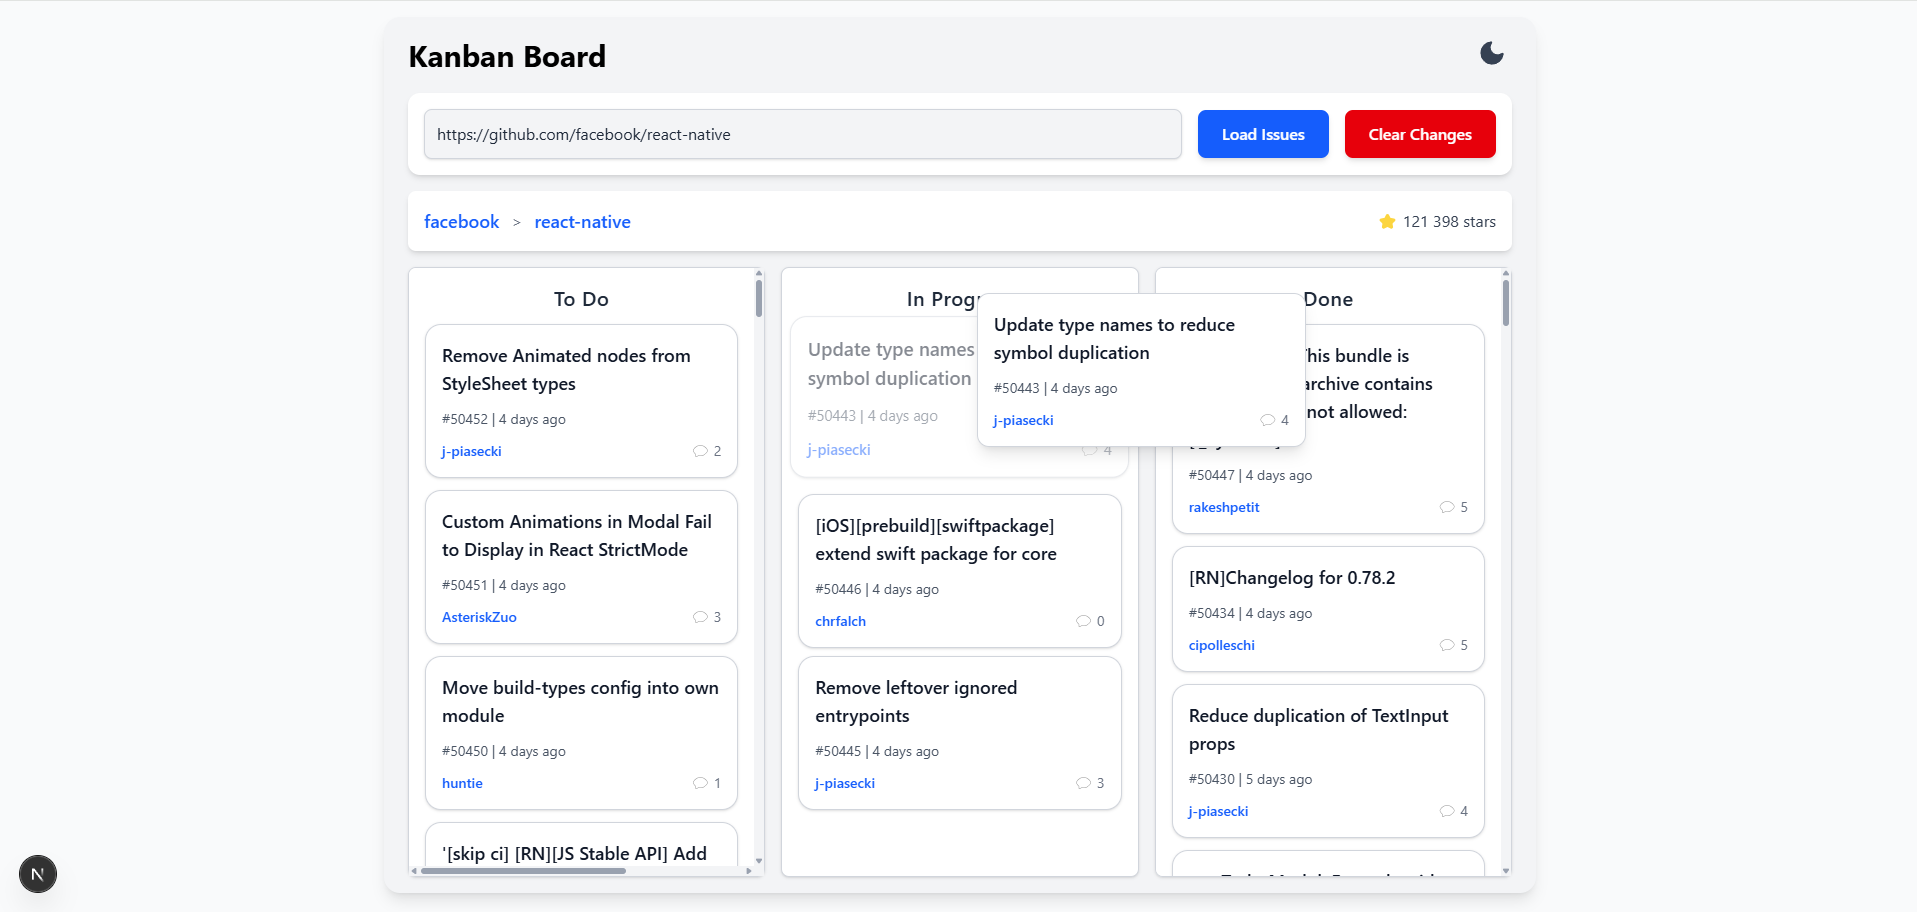 Kanban Board
https://github.com/facebook/react-native
Load Issues
Clear Changes
facebook > react-native
121 398 stars
To Do
Remove Animated nodes from
StyleSheet types
#50452 | 4 days ago
j-piasecki
2
Custom Animations in Modal Fail
to Display in React StrictMode
#50451 | 4 days ago
AsteriskZuo
3
Move build-types config into own
module
#50450 | 4 days ago
huntie
1
'[skip ci] [RN][JS Stable API] Add
In Prog
Update type names
symbol duplication
#50443 | 4 days ago
j-piasecki
4
Update type names to reduce
symbol duplication
#50443 | 4 days ago
j-piasecki
4
[iOS][prebuild][swiftpackage]
extend swift package for core
#50446 | 4 days ago
chrfalch
0
Remove leftover ignored
entrypoints
#50445 | 4 days ago
j-piasecki
3
Done
This bundle is
archive contains
not allowed:
#50447 | 4 days ago
rakeshpetit
5
[RN]Changelog for 0.78.2
#50434 | 4 days ago
cipolleschi
5
Reduce duplication of TextInput
props
#50430 | 5 days ago
j-piasecki
4
N